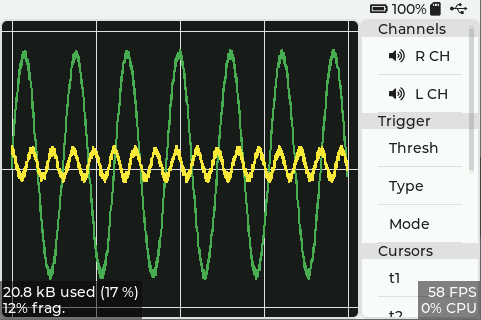 100%
Channels
R CH
L CH
Trigger
Thresh
Type
Mode
Cursors
t1
t2
20.8 kB used (17 %)
12% frag.
58 FPS
0% CPU